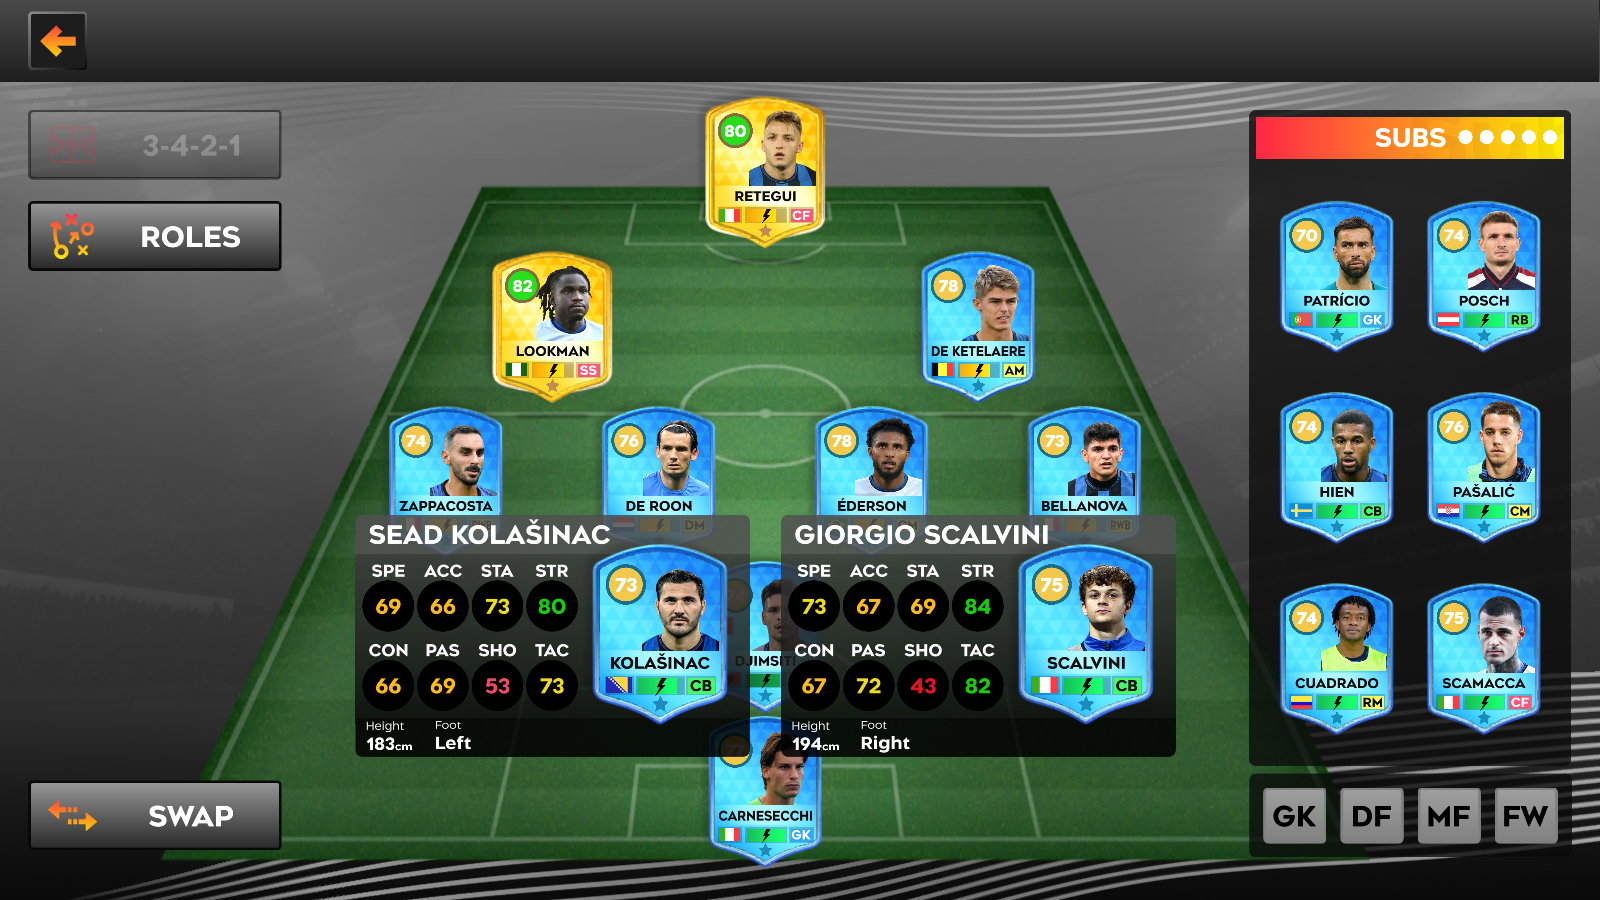 3-4-2-1
ROLES
SWAP
80
RETEGUI
CF
82
LOOKMAN
SS
78
DE KETELAERE
AM
74
ZAPPACOSTA
RWB
76
DE ROON
DM
78
ÉDERSON
CM
73
BELLANOVA
RWB
SEAD KOLAŠINAC
SPE ACC STA STR
69 66 73 80
CON PAS SHO TAC
66 69 53 73
Height Foot
183cm Left
73
KOLAŠINAC
CB
DJIMSITI
GIORGIO SCALVINI
SPE ACC STA STR
73 67 69 84
CON PAS SHO TAC
67 72 43 82
Height Foot
194cm Right
75
SCALVINI
CB
77
CARNESECCHI
GK
SUBS
70
PATRÍCIO
GK
74
POSCH
RB
74
HIEN
CB
76
PAŠALIĆ
CM
74
CUADRADO
RM
75
SCAMACCA
CF
GK DF MF FW